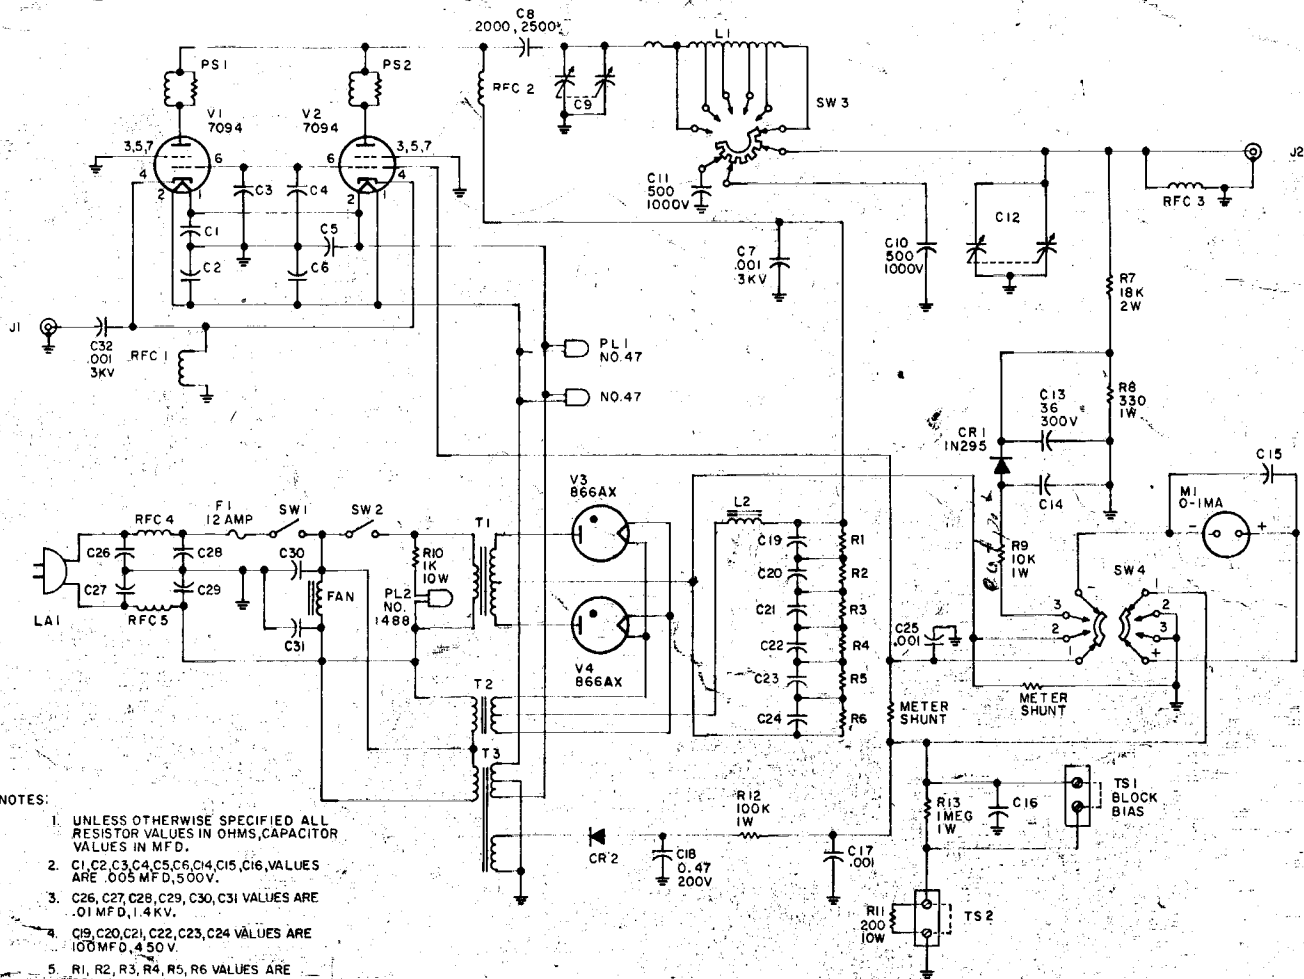 C8
2000, 2500V
L1
PS1
PS2
RFC 2
C9
SW3
V1
7094
V2
7094
3,5,7
6
6
3,5,7
4
4
2
1
2
1
C3
C4
C11
500
1000V
J2
RFC 3
C1
C5
C2
C6
C7
.001
3KV
C10
500
1000V
C12
R7
18K
2W
J1
C32
.001
3KV
RFC 1
PL1
NO.47
NO.47
R8
330
1W
C13
36
300V
CR1
1N295
C14
C15
M1
0-1MA
-
+
V3
866AX
L2
F1
12 AMP
SW1
SW2
RFC4
C26
C28
C30
R10
1K
10W
T1
C19
R1
R9
10K
1W
SW4
C27
C29
FAN
PL2
NO.
1488
C20
R2
LA1
RFC5
C31
C21
R3
-
3
2
1
1
2
3
+
C22
R4
C25
.001
V4
866AX
C23
R5
T2
C24
R6
METER
SHUNT
METER
SHUNT
T3
R12
100K
1W
R13
1MEG
1W
C16
TS1
BLOCK
BIAS
CR2
C18
0.47
200V
C17
.001
R11
200
10W
TS2
NOTES:
1. UNLESS OTHERWISE SPECIFIED ALL
RESISTOR VALUES IN OHMS, CAPACITOR
VALUES IN MFD.
2. C1,C2,C3,C4,C5,C6,C14,C15,C16,VALUES
ARE .005 MFD,500V.
3. C26, C27, C28, C29, C30, C31 VALUES ARE
.01 MFD, 1.4KV.
4. C19, C20, C21, C22, C23, C24 VALUES ARE
100MFD, 450V.
5. R1, R2, R3, R4, R5, R6 VALUES ARE